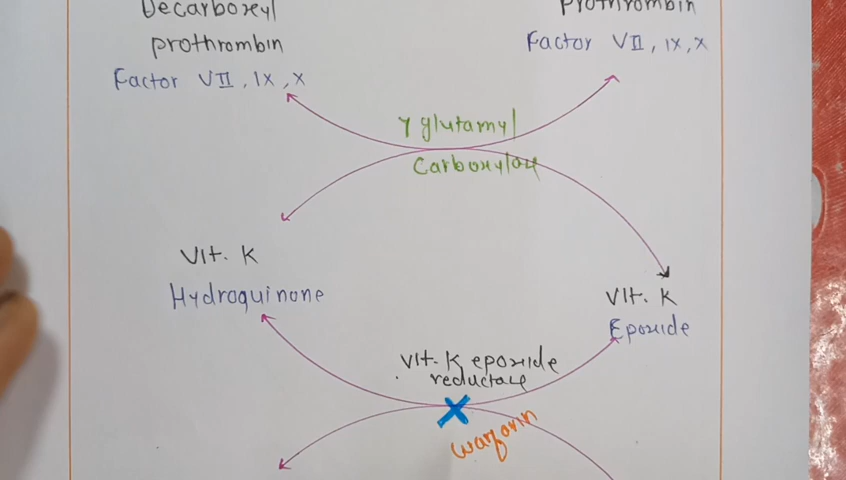 Decarboxyl
prothrombin
Factor VII, IX, X
Prothrombin
Factor VII, IX, X
γ glutamyl
Carboxylase
Vit. K
Hydroquinone
Vit. K
Epoxide
Vit. K epoxide
reductase
Warfarin